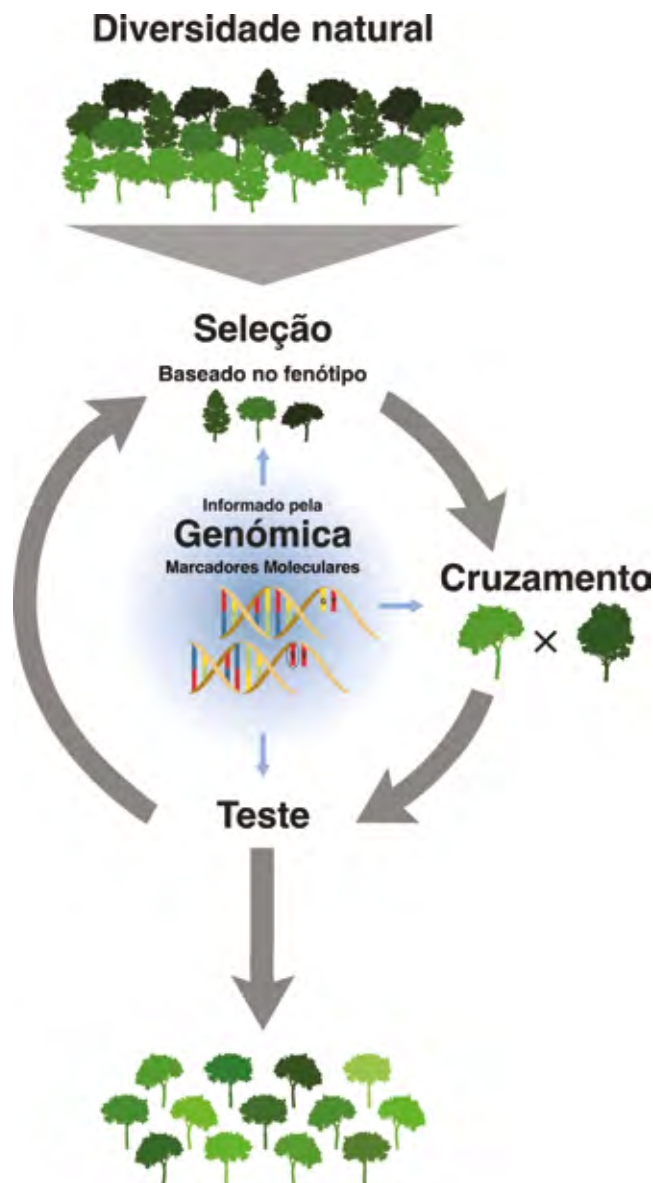 Diversidade natural
Seleção
Baseado no fenótipo
Informado pela
Genómica
Marcadores Moleculares
Cruzamento
×
Teste